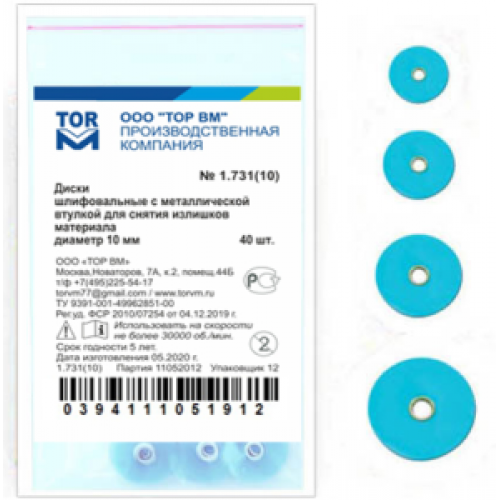 TOR
VM
ООО "ТОР ВМ"
ПРОИЗВОДСТВЕННАЯ
КОМПАНИЯ
№ 1.731(10)
Диски
шлифовальные с металлической
втулкой для снятия излишков
материала
диаметр 10 мм 40 шт.
ООО «ТОР ВМ»
Москва,Новаторов, 7А, к.2, помещ.44Б
т/ф +7(495)225-54-17
torvm77@gmail.com / www.torvm.ru
ТУ 9391-001-49962851-00
Рег.уд. ФСР 2010/07254 от 04.12.2019 г.
Использовать на скорости
не более 30000 об./мин.
Срок годности 5 лет.
Дата изготовления 05.2020 г.
2
1.731(10) Партия 11052012 Упаковщик 12
0394111051912